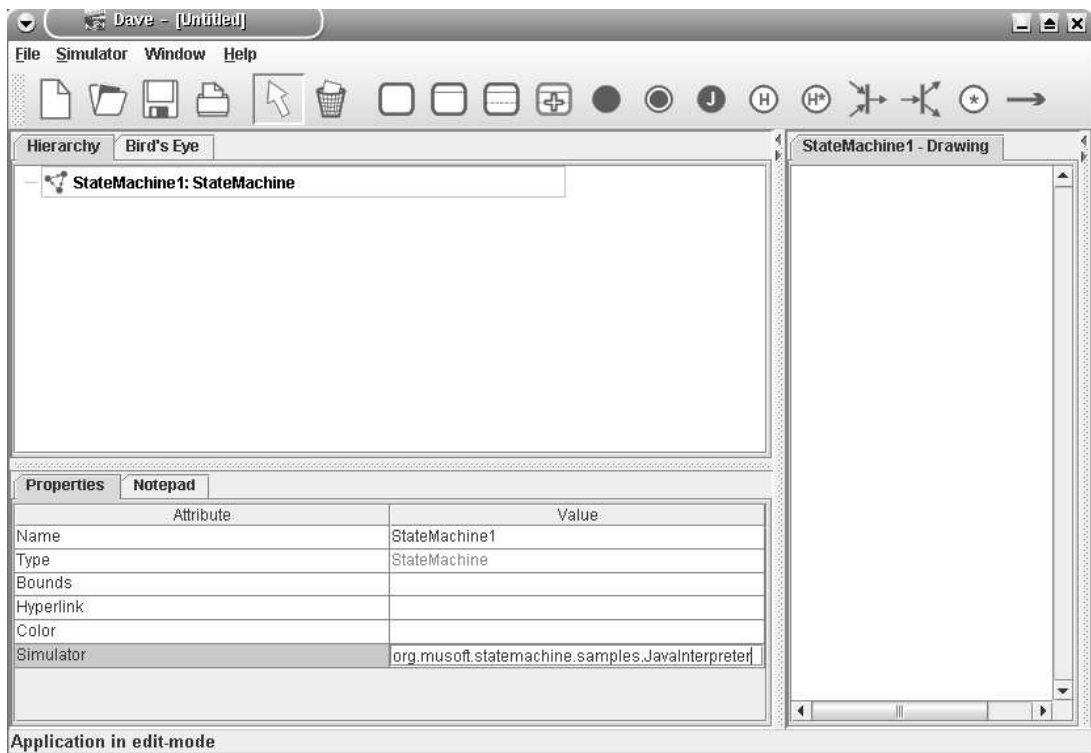 Dave - [Untitled]
File Simulator Window Help
J H H* *
Hierarchy Bird's Eye
StateMachine1: StateMachine
StateMachine1 - Drawing
Properties Notepad
Attribute Value
Name StateMachine1
Type StateMachine
Bounds
Hyperlink
Color
Simulator org.musoft.statemachine.samples.JavaInterpreter
Application in edit-mode